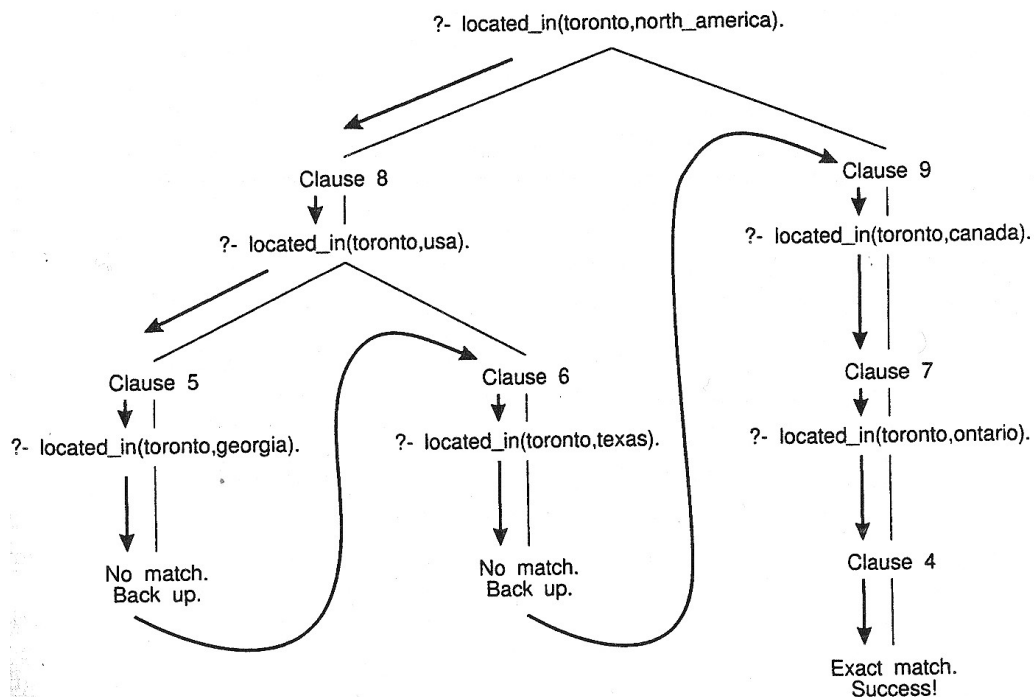 ?- located_in(toronto,north_america).
Clause 8
?- located_in(toronto,usa).
Clause 5
?- located_in(toronto,georgia).
No match.
Back up.
Clause 6
?- located_in(toronto,texas).
No match.
Back up.
Clause 9
?- located_in(toronto,canada).
Clause 7
?- located_in(toronto,ontario).
Clause 4
Exact match.
Success!